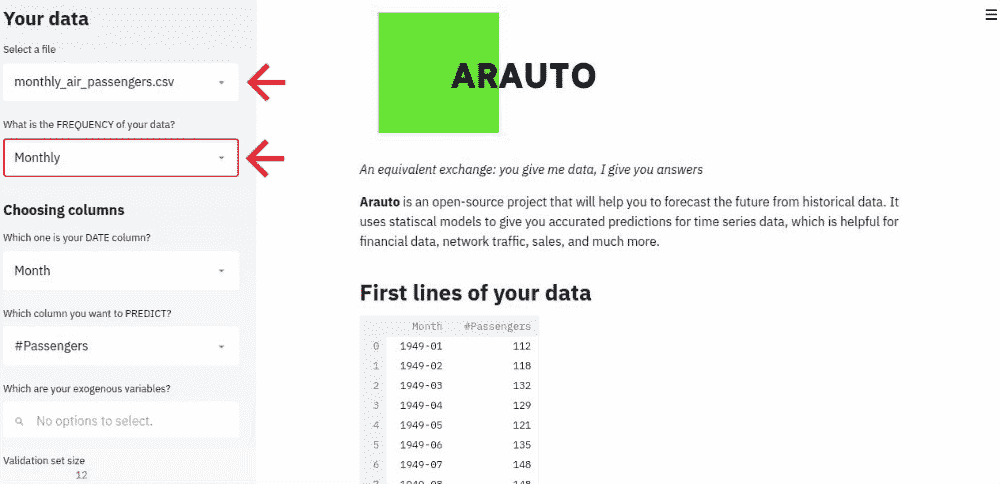 Your data
Select a file
monthly_air_passengers.csv
What is the FREQUENCY of your data?
Monthly
Choosing columns
Which one is your DATE column?
Month
Which column you want to PREDICT?
#Passengers
Which are your exogenous variables?
No options to select.
Validation set size
12
ARAUTO
An equivalent exchange: you give me data, I give you answers
Arauto is an open-source project that will help you to forecast the future from historical data. It
uses statiscal models to give you accurated predictions for time series data, which is helpful for
financial data, network traffic, sales, and much more.
First lines of your data
Month #Passengers
0 1949-01 112
1 1949-02 118
2 1949-03 132
3 1949-04 129
4 1949-05 121
5 1949-06 135
6 1949-07 148
7 1949-08 148